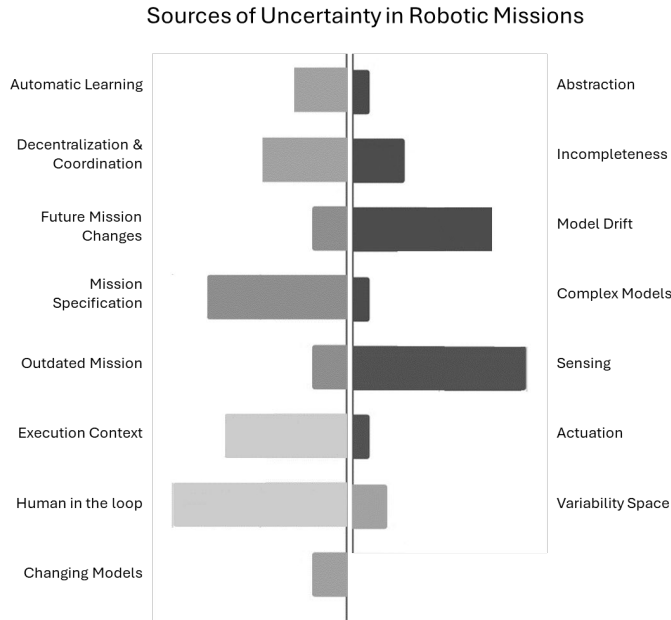 Sources of Uncertainty in Robotic Missions
Automatic Learning
Abstraction
Decentralization &
Coordination
Incompleteness
Future Mission
Changes
Model Drift
Mission
Specification
Complex Models
Outdated Mission
Sensing
Execution Context
Actuation
Human in the loop
Variability Space
Changing Models